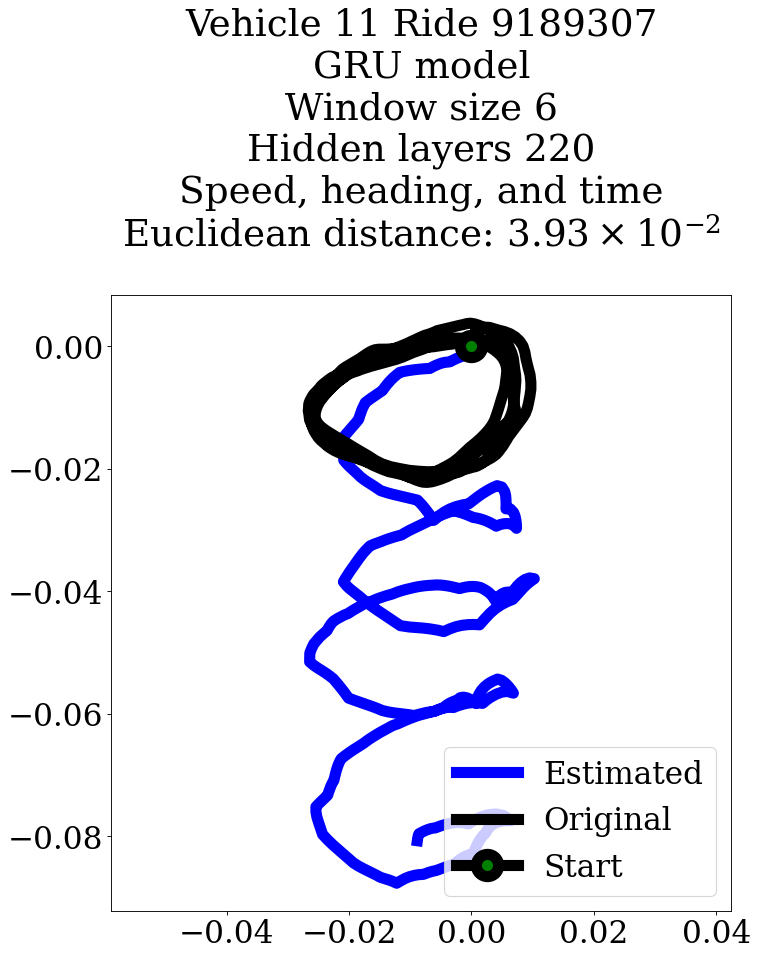 Vehicle 11 Ride 9189307
GRU model
Window size 6
Hidden layers 220
Speed, heading, and time
Euclidean distance: 3.93 × 10⁻²
0.00
−0.02
−0.04
−0.06
−0.08
Estimated
Original
Start
−0.04 −0.02 0.00 0.02 0.04